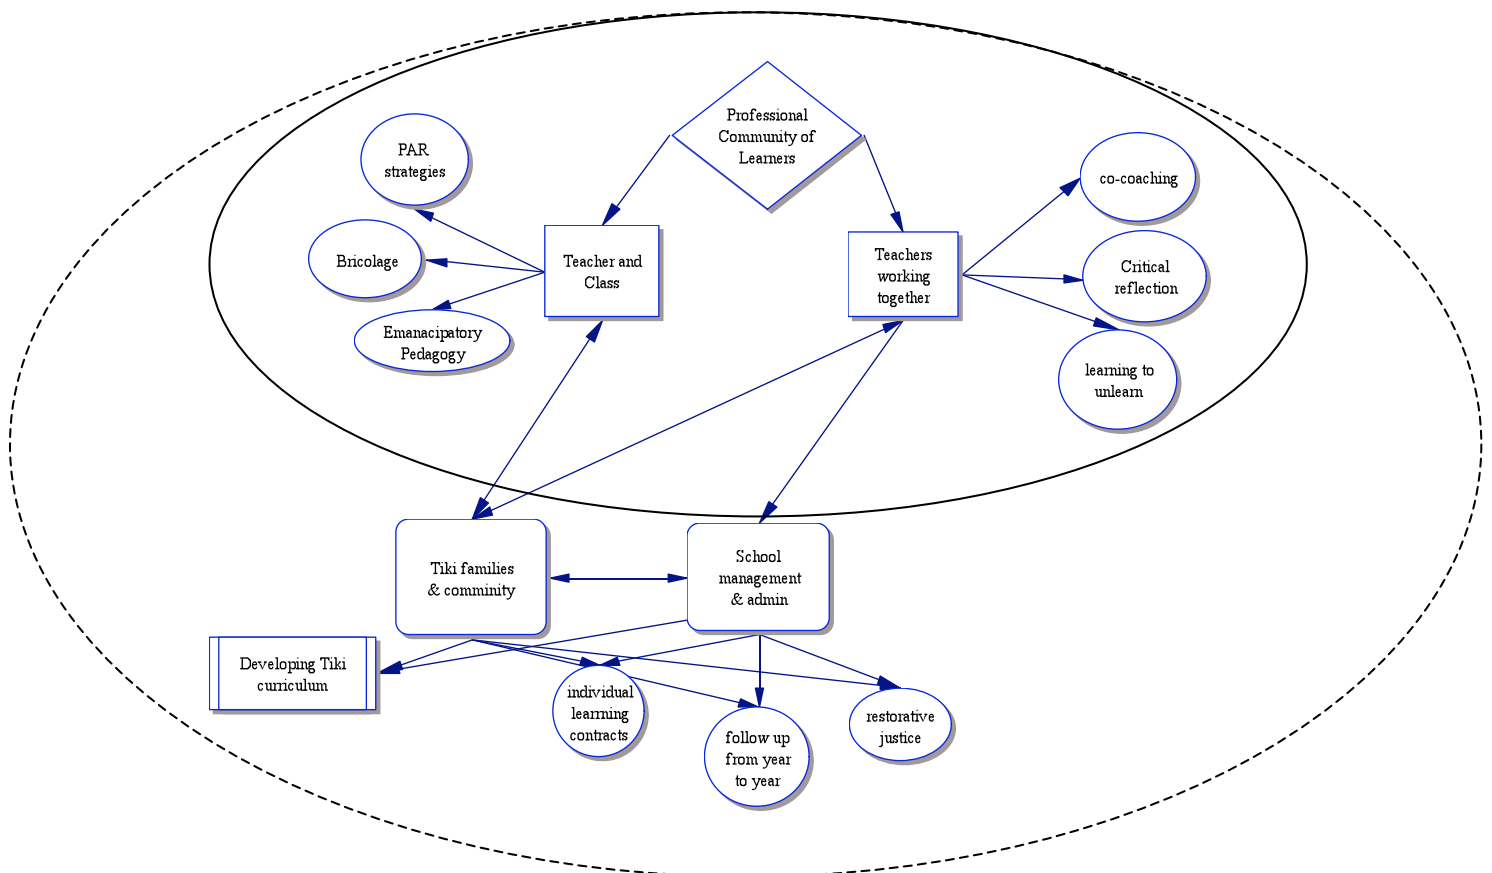 Professional
Community of
Learners
PAR
strategies
co-coaching
Bricolage
Teacher and
Class
Teachers
working
together
Critical
reflection
Emanacipatory
Pedagogy
learning to
unlearn
Tiki families
& comminity
School
management
& admin
Developing Tiki
curriculum
individual
learrning
contracts
follow up
from year
to year
restorative
justice